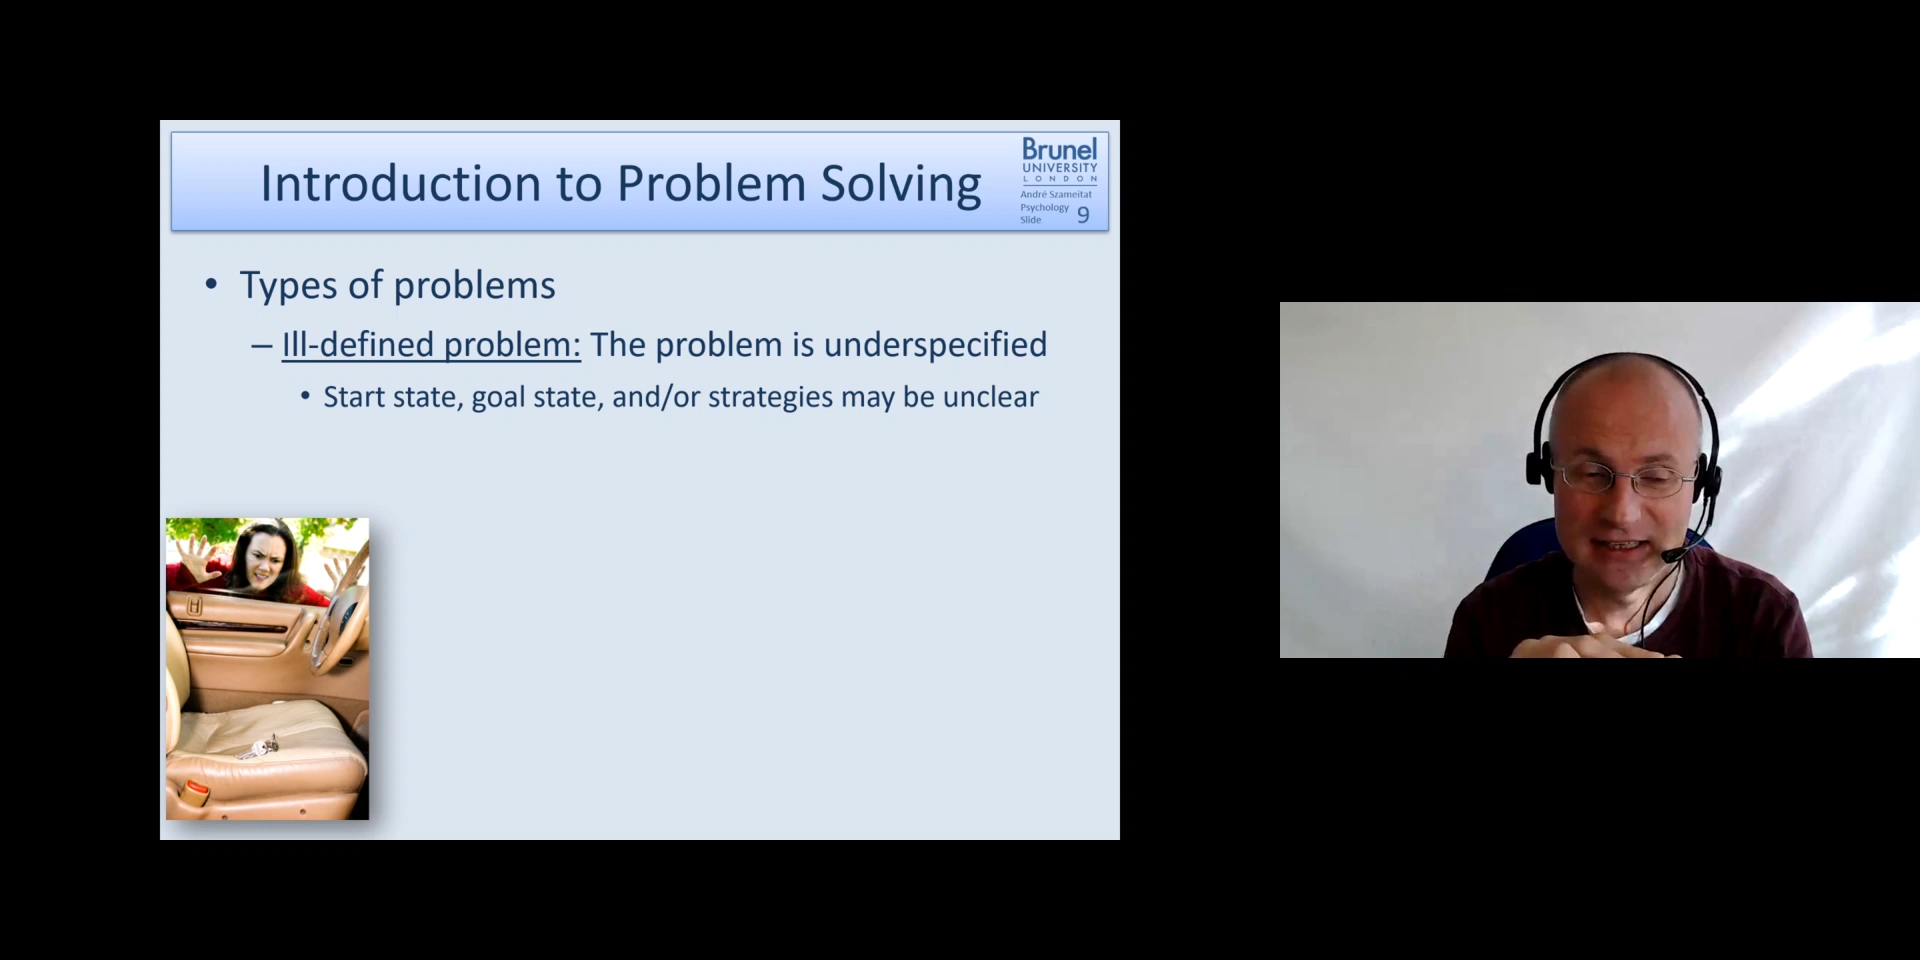 Introduction to Problem Solving
Brunel
UNIVERSITY
LONDON
André Szameitat
Psychology
Slide 9
• Types of problems
– Ill-defined problem: The problem is underspecified
• Start state, goal state, and/or strategies may be unclear